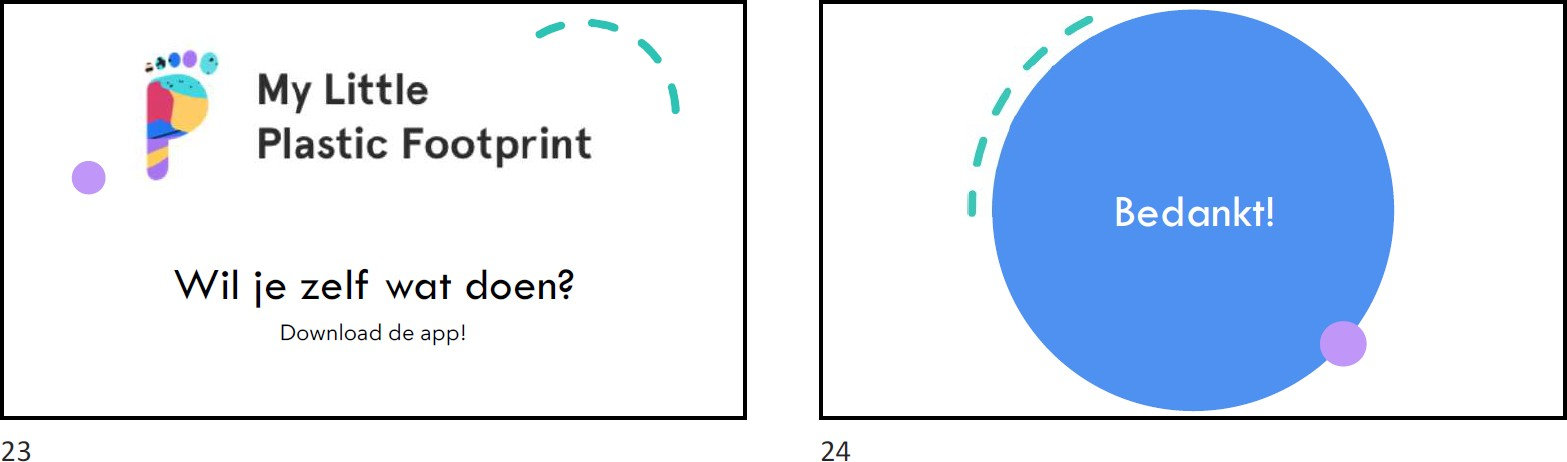 My Little
Plastic Footprint
Wil je zelf wat doen?
Download de app!
23
Bedankt!
24